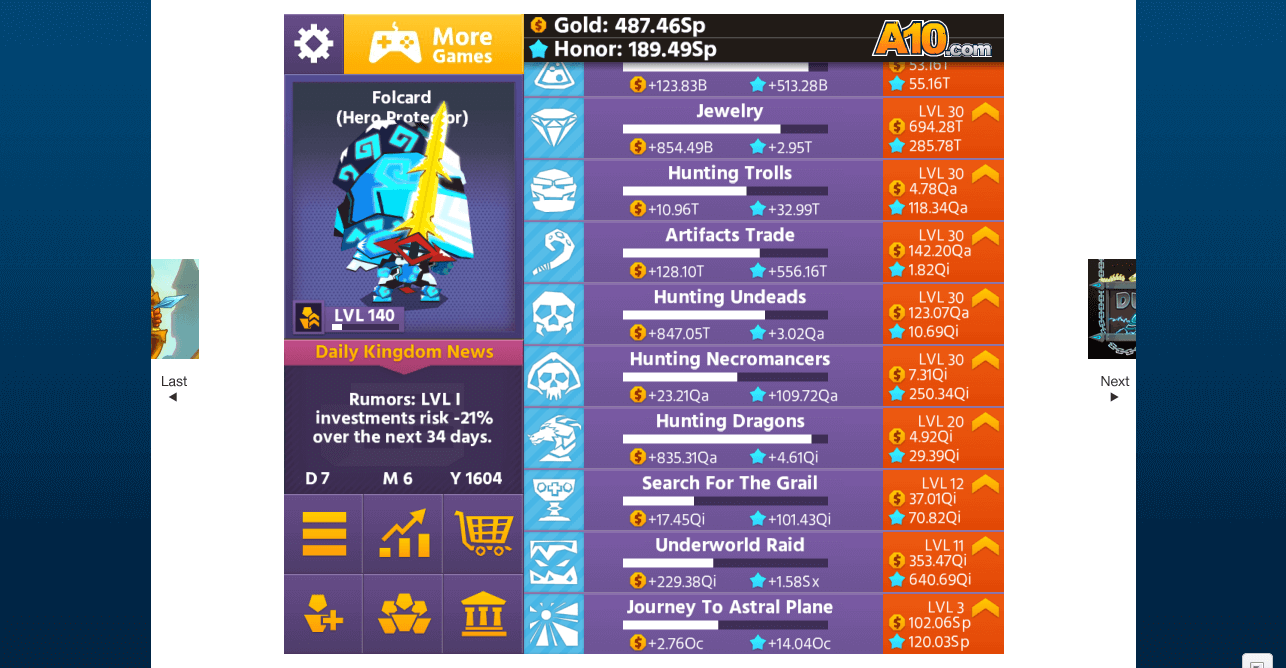 More
Games
Gold: 487.46Sp
Honor: 189.49Sp
A10.com
Folcard
(Hero Protector)
LVL 140
Daily Kingdom News
Rumors: LVL I
investments risk -21%
over the next 34 days.
D 7 M 6 Y 1604
+123.83B +513.28B
53.16T
55.16T
Jewelry
+854.49B +2.95T
LVL 30
694.28T
285.78T
Hunting Trolls
+10.96T +32.99T
LVL 30
4.78Qa
118.34Qa
Artifacts Trade
+128.10T +556.16T
LVL 30
142.20Qa
1.82Qi
Hunting Undeads
+847.05T +3.02Qa
LVL 30
123.07Qa
10.69Qi
Hunting Necromancers
+23.21Qa +109.72Qa
LVL 30
7.31Qi
250.34Qi
Hunting Dragons
+835.31Qa +4.61Qi
LVL 20
4.92Qi
29.39Qi
Search For The Grail
+17.45Qi +101.43Qi
LVL 12
37.01Qi
70.82Qi
Underworld Raid
+229.38Qi +1.58Sx
LVL 11
353.47Qi
640.69Qi
Journey To Astral Plane
+2.76Oc +14.04Oc
LVL 3
102.06Sp
120.03Sp
Last
Next